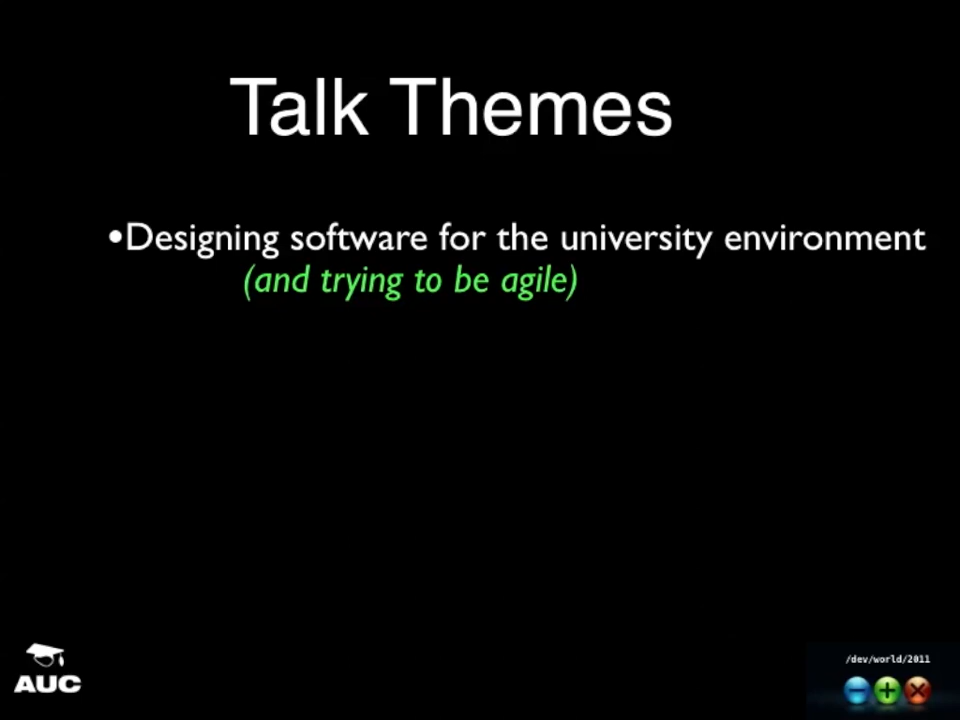 Talk Themes
•Designing software for the university environment
(and trying to be agile)
AUC
/dev/world/2011